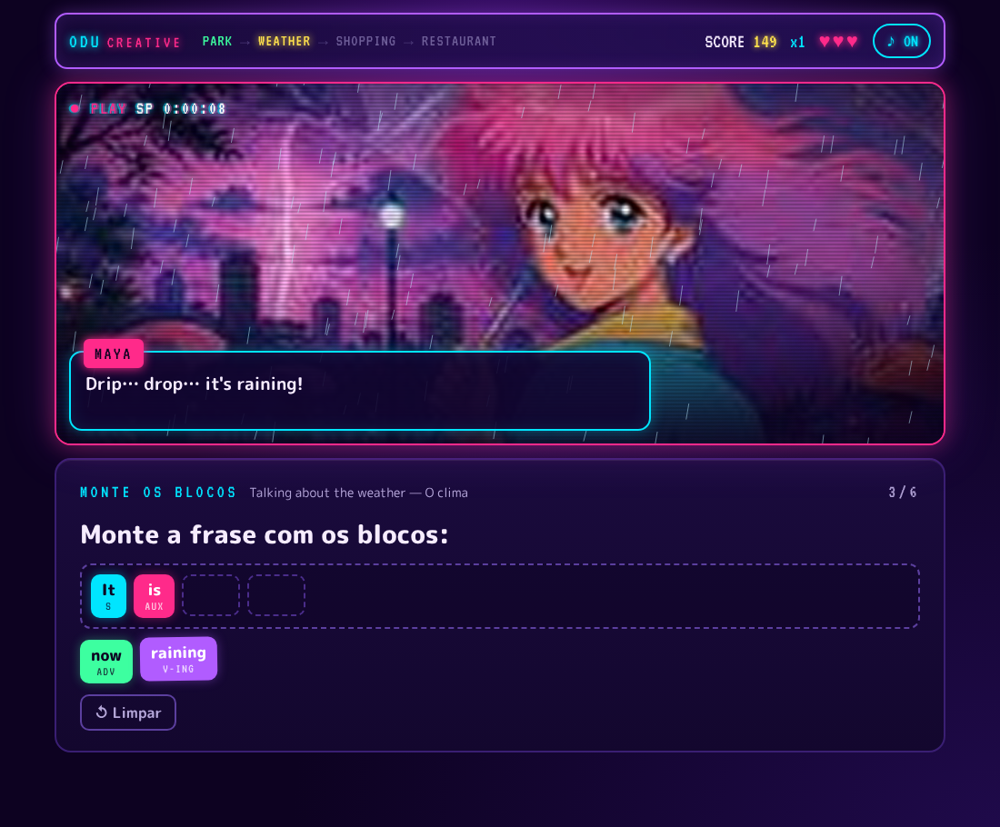 ODU CREATIVE PARK → WEATHER → SHOPPING → RESTAURANT SCORE 149 x1 ♥♥♥ ♪ ON
● PLAY SP 0:00:08
MAYA
Drip··· drop··· it's raining!
MONTE OS BLOCOS Talking about the weather — O clima 3/6
Monte a frase com os blocos:
It is
S AUX
now raining
ADV V-ING
↺ Limpar